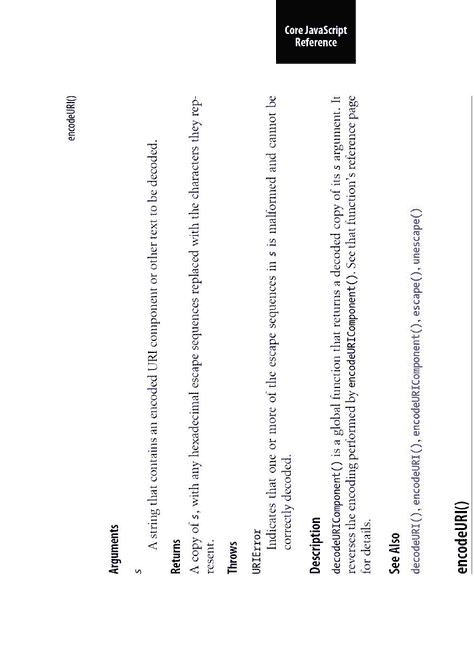 Core JavaScript
Reference
encodeURI()
Arguments
s
A string that contains an encoded URI component or other text to be decoded.
Returns
A copy of s, with any hexadecimal escape sequences replaced with the characters they rep-
resent.
Throws
URIError
Indicates that one or more of the escape sequences in s is malformed and cannot be
correctly decoded.
Description
decodeURIComponent() is a global function that returns a decoded copy of its s argument. It
reverses the encoding performed by encodeURIComponent(). See that function's reference page
for details.
See Also
decodeURI(), encodeURI(), encodeURIComponent(), escape(), unescape()
encodeURI()